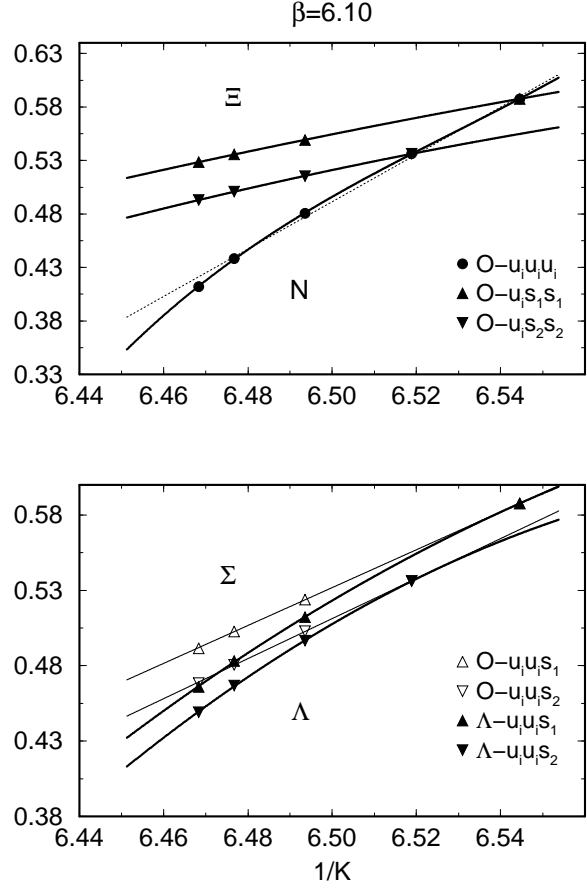 β=6.10
0.63
0.58
0.53
0.48
0.43
0.38
0.33
Ξ
N
O−uᵢuᵢuᵢ
O−uᵢs₁s₁
O−uᵢs₂s₂
6.44 6.46 6.48 6.50 6.52 6.54
0.58
0.53
0.48
0.43
0.38
Σ
Λ
O−uᵢuᵢs₁
O−uᵢuᵢs₂
Λ−uᵢuᵢs₁
Λ−uᵢuᵢs₂
6.44 6.46 6.48 6.50 6.52 6.54
1/K